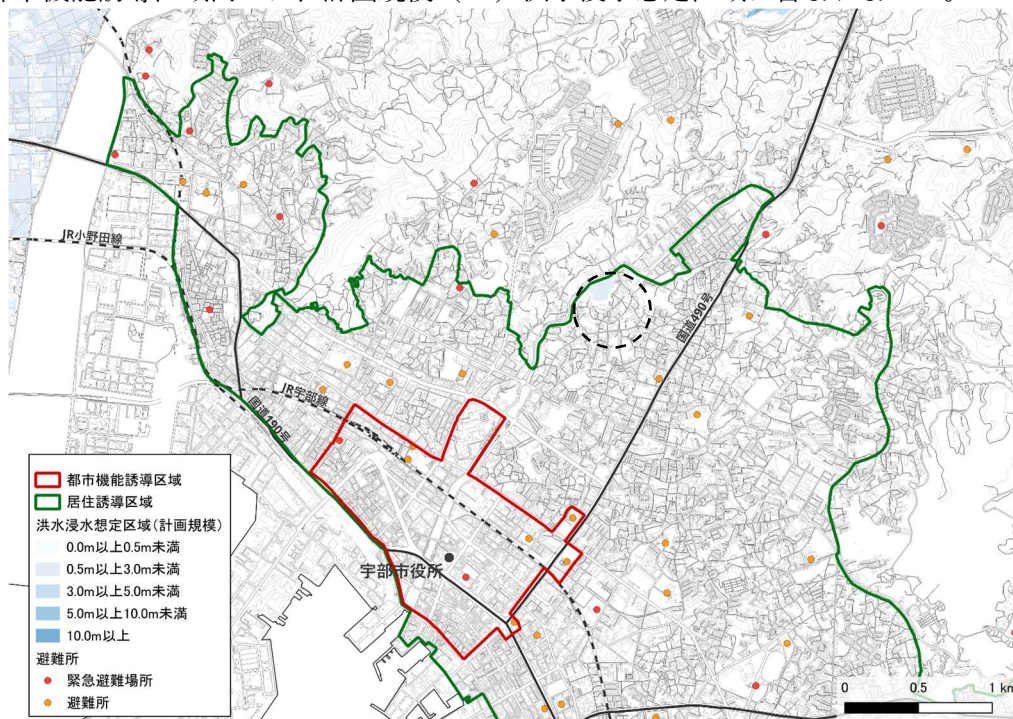 JR小野田線
国道490号
JR宇部線
国道190号
宇部市役所
都市機能誘導区域
居住誘導区域
洪水浸水想定区域(計画規模)
0.0m以上0.5m未満
0.5m以上3.0m未満
3.0m以上5.0m未満
5.0m以上10.0m未満
10.0m以上
避難所
緊急避難場所
避難所
0 0.5 1 km